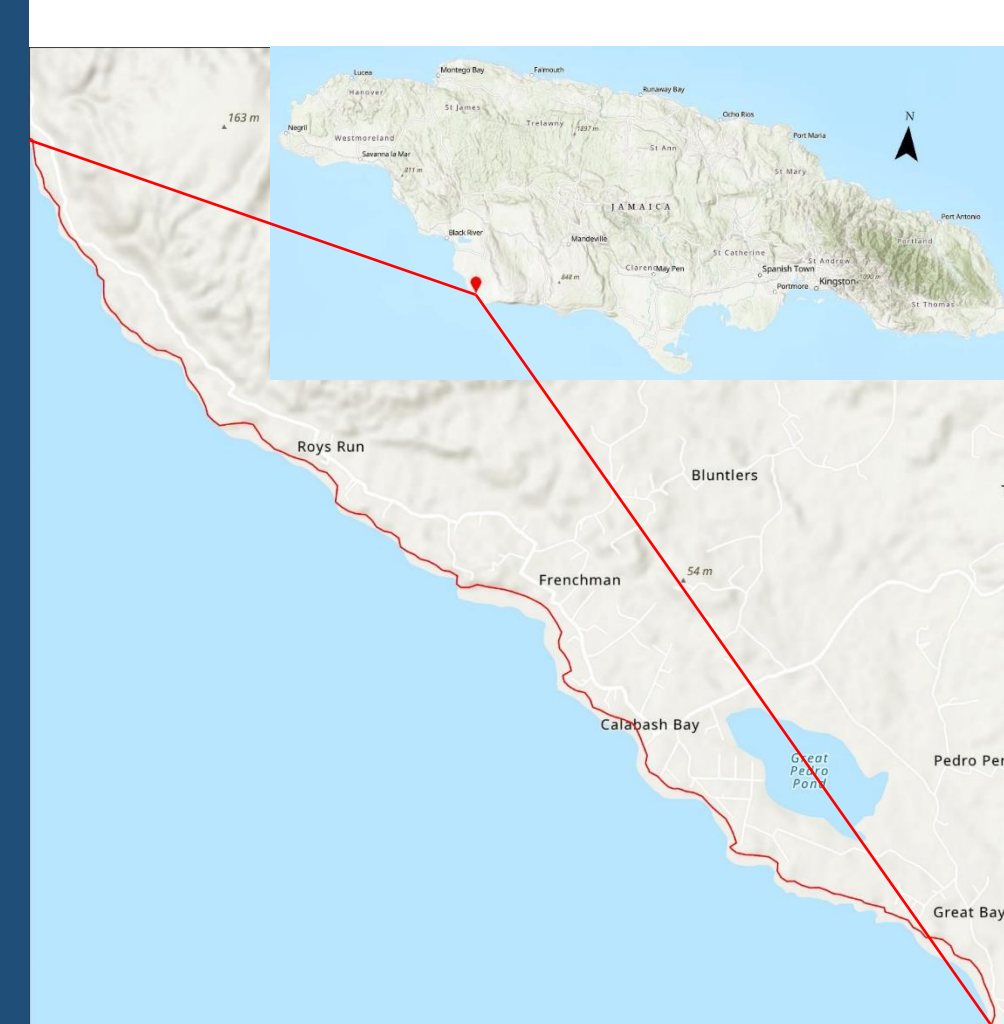 163 m
Lucea
Montego Bay
Falmouth
Hanover
Runaway Bay
St James
Ocho Rios
N
Trelawny
Negril
Westmoreland
Port Maria
St Ann
Savanna la Mar
St Mary
JAMAICA
Port Antonio
Black River
Mandeville
Portland
St Catherine
St Andrew
Clarendon
May Pen
Spanish Town
848 m
Portmore
Kingston
St Thomas
Roys Run
Bluntlers
54 m
Frenchman
Calabash Bay
Great
Pedro
Pond
Pedro Per
Great Bay